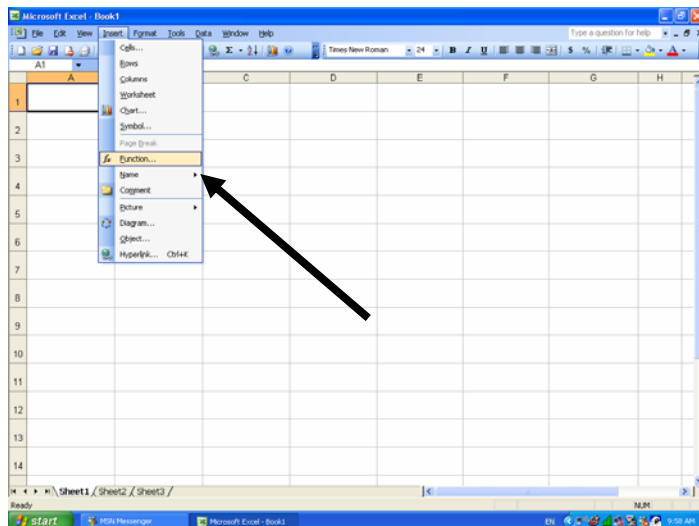 Microsoft Excel - Book1
File Edit View Insert Format Tools Data Window Help Type a question for help
Times New Roman 24 B I U $ %
A1
A C D E F G H
Cells...
Rows
Columns
Worksheet
Chart...
Symbol...
Page Break
fx Function...
Name
Comment
Picture
Diagram...
Object...
Hyperlink... Ctrl+K
1
2
3
4
5
6
7
8
9
10
11
12
13
14
Sheet1 / Sheet2 / Sheet3 /
Ready NUM
start MSN Messenger Microsoft Excel - Book1 EN 9:58 AM